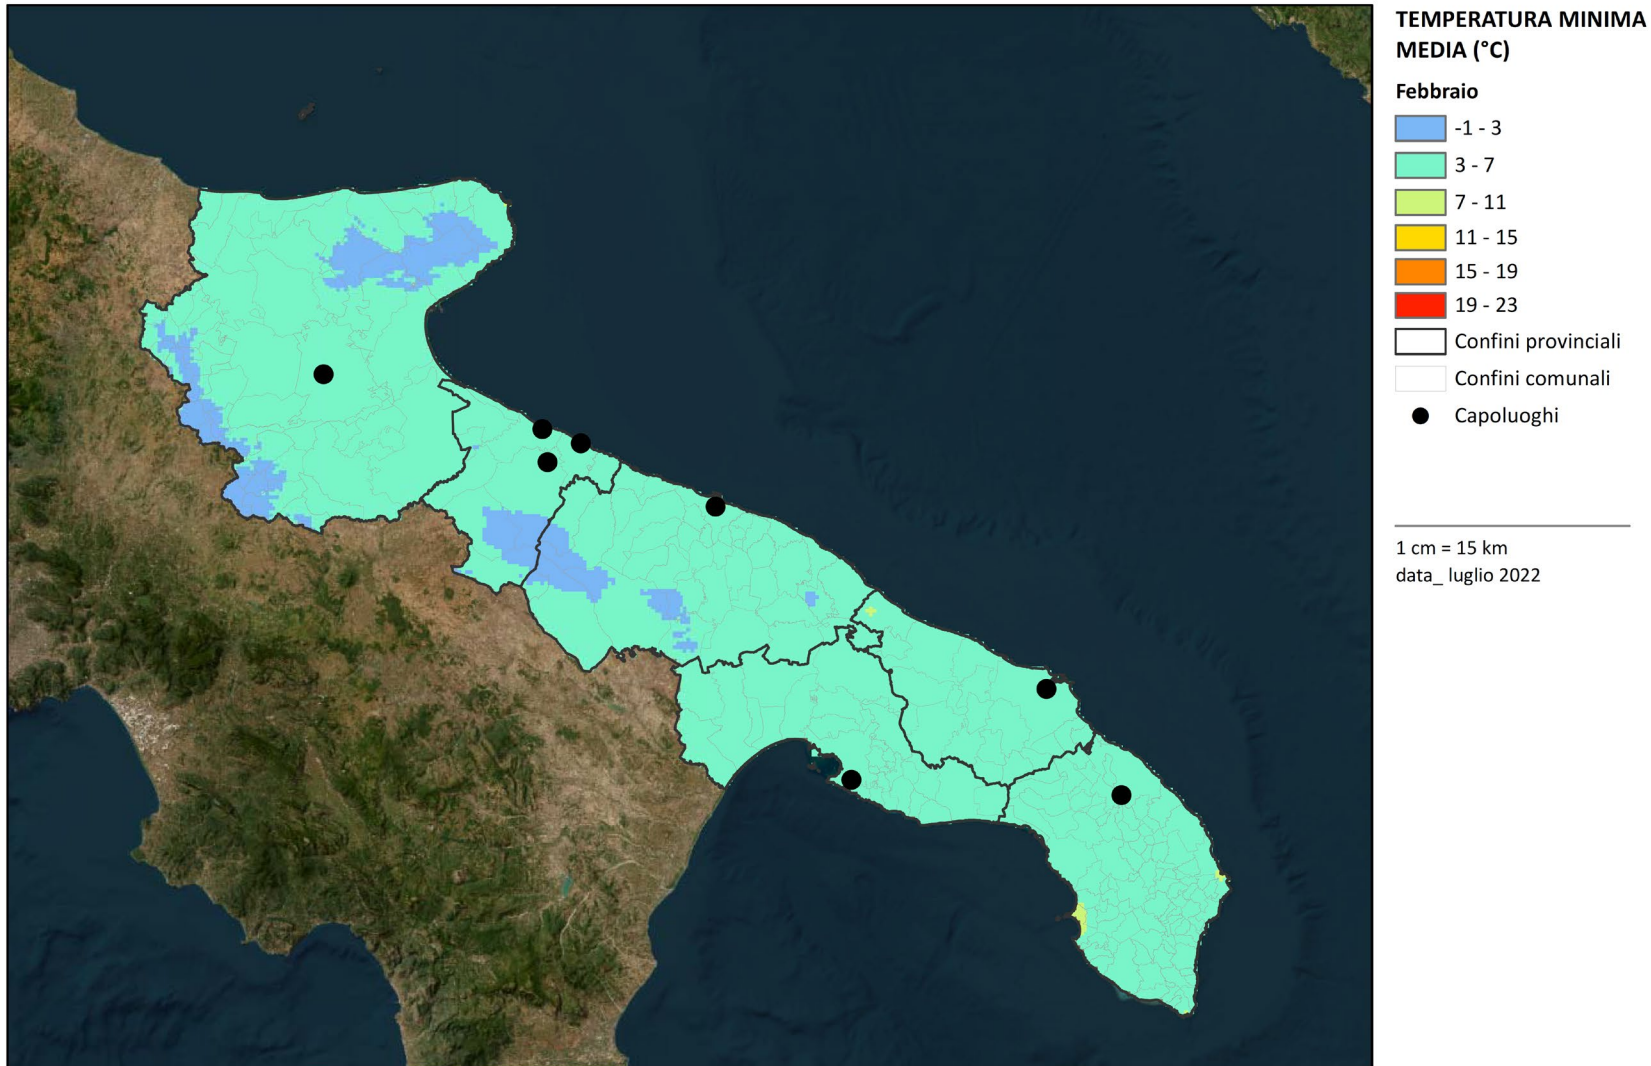 TEMPERATURA MINIMA
MEDIA (°C)
Febbraio
-1 - 3
3 - 7
7 - 11
11 - 15
15 - 19
19 - 23
Confini provinciali
Confini comunali
Capoluoghi
1 cm = 15 km
data_ luglio 2022